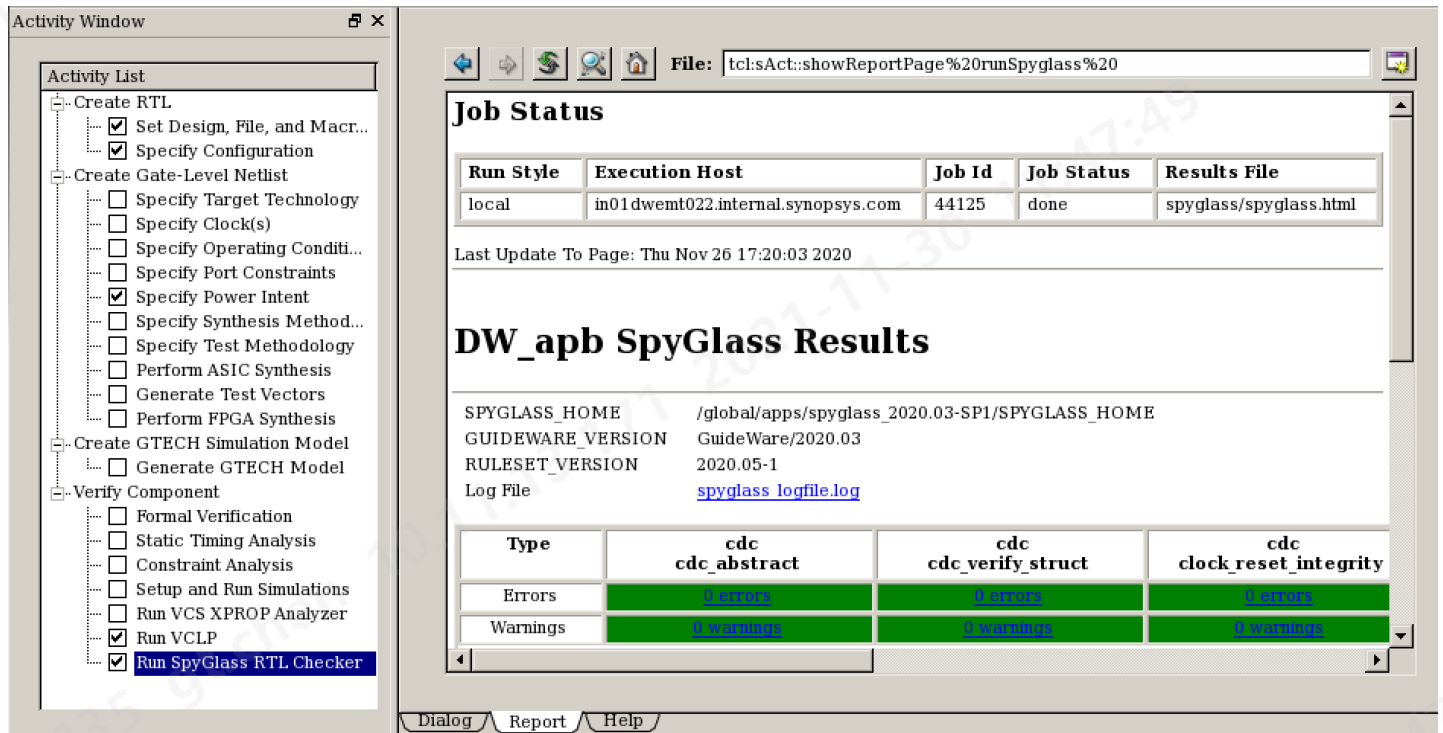 Activity Window
Activity List
Create RTL
Set Design, File, and Macr...
Specify Configuration
Create Gate-Level Netlist
Specify Target Technology
Specify Clock(s)
Specify Operating Conditi...
Specify Port Constraints
Specify Power Intent
Specify Synthesis Method...
Specify Test Methodology
Perform ASIC Synthesis
Generate Test Vectors
Perform FPGA Synthesis
Create GTECH Simulation Model
Generate GTECH Model
Verify Component
Formal Verification
Static Timing Analysis
Constraint Analysis
Setup and Run Simulations
Run VCS XPROP Analyzer
Run VCLP
Run SpyGlass RTL Checker
File: tcl:sAct::showReportPage%20runSpyglass%20
Job Status
Run Style Execution Host Job Id Job Status Results File
local in01dwemt022.internal.synopsys.com 44125 done spyglass/spyglass.html
Last Update To Page: Thu Nov 26 17:20:03 2020
DW_apb SpyGlass Results
SPYGLASS_HOME /global/apps/spyglass_2020.03-SP1/SPYGLASS_HOME
GUIDEWARE_VERSION GuideWare/2020.03
RULESET_VERSION 2020.05-1
Log File spyglass_logfile.log
Type cdc cdc cdc
cdc_abstract cdc_verify_struct clock_reset_integrity
Errors 0 errors 0 errors 0 errors
Warnings 0 warnings 0 warnings 0 warnings
Dialog Report Help